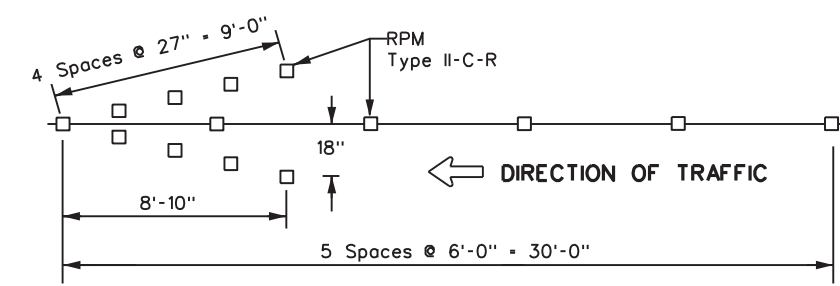 4 Spaces @ 27" = 9'-0"
RPM
Type II-C-R
18"
DIRECTION OF TRAFFIC
8'-10"
5 Spaces @ 6'-0" = 30'-0"